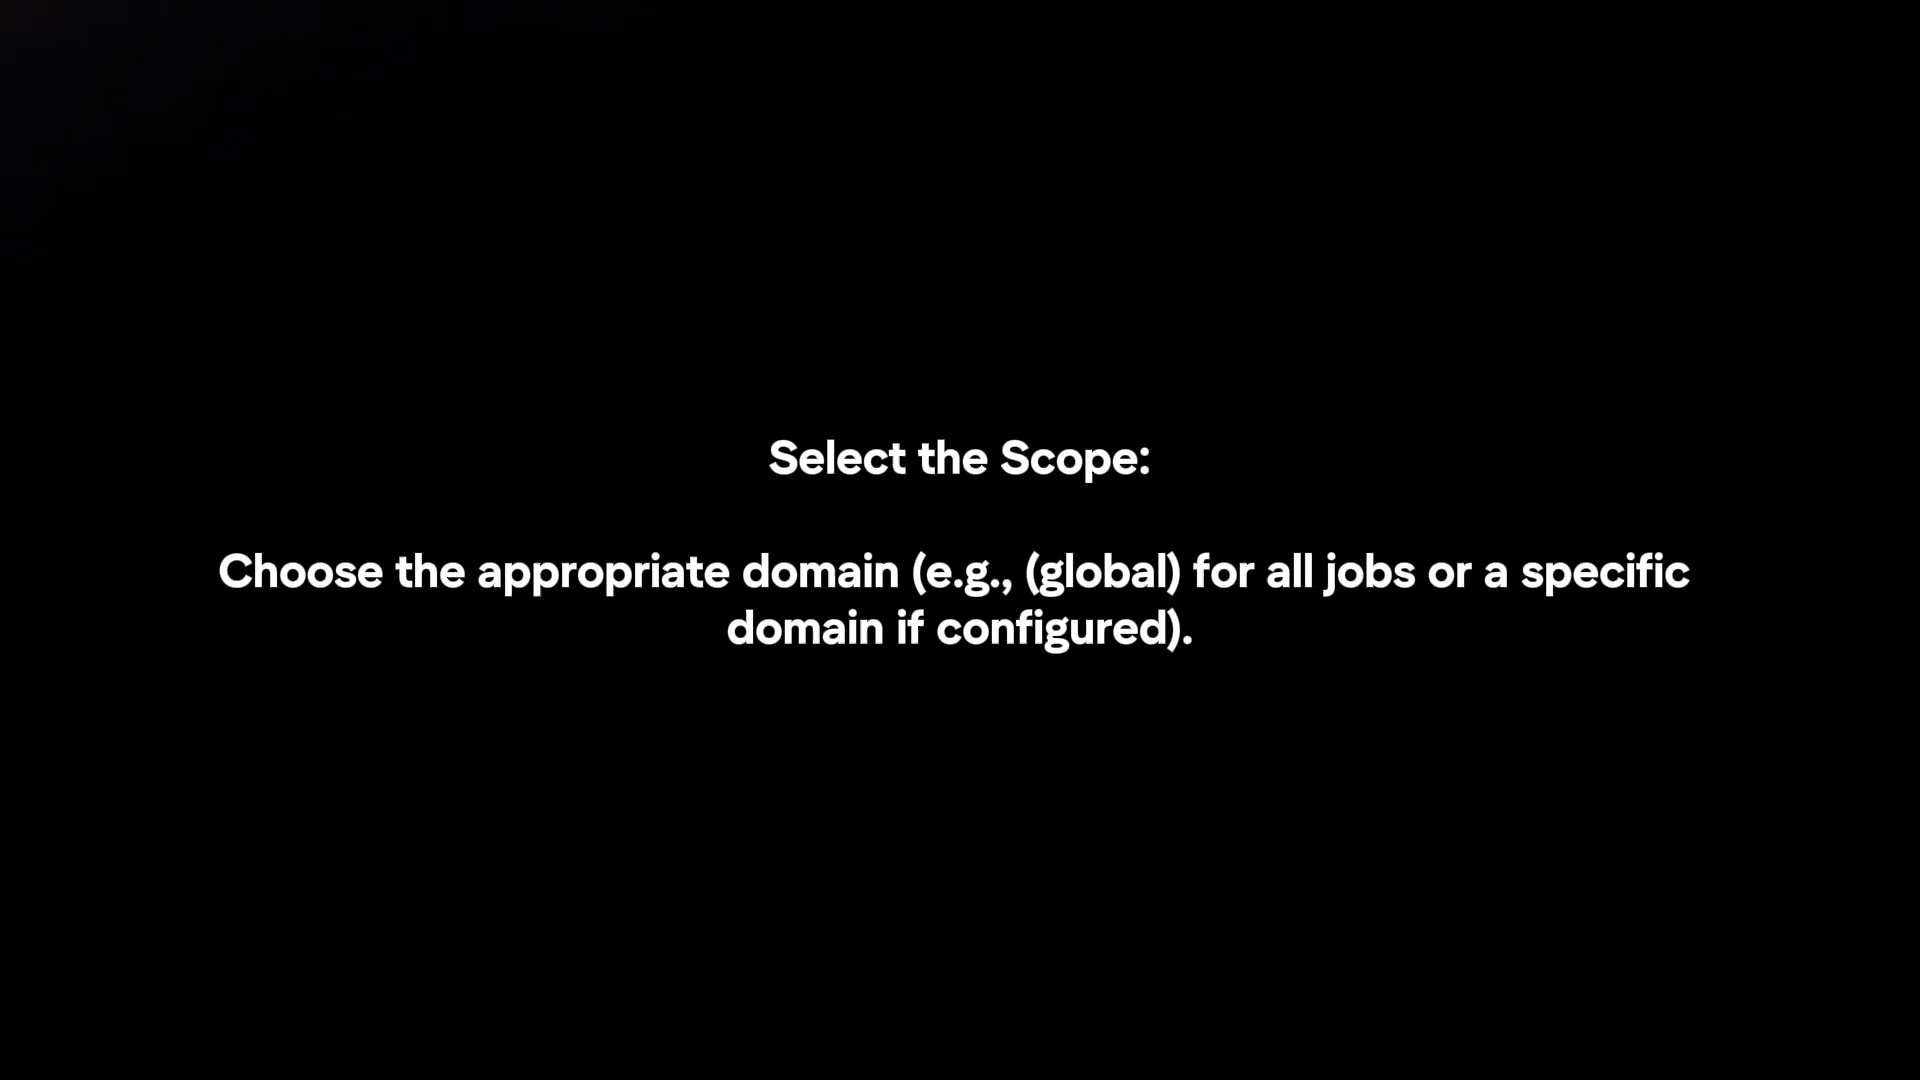 Select the Scope:
Choose the appropriate domain (e.g., (global) for all jobs or a specific
domain if configured).